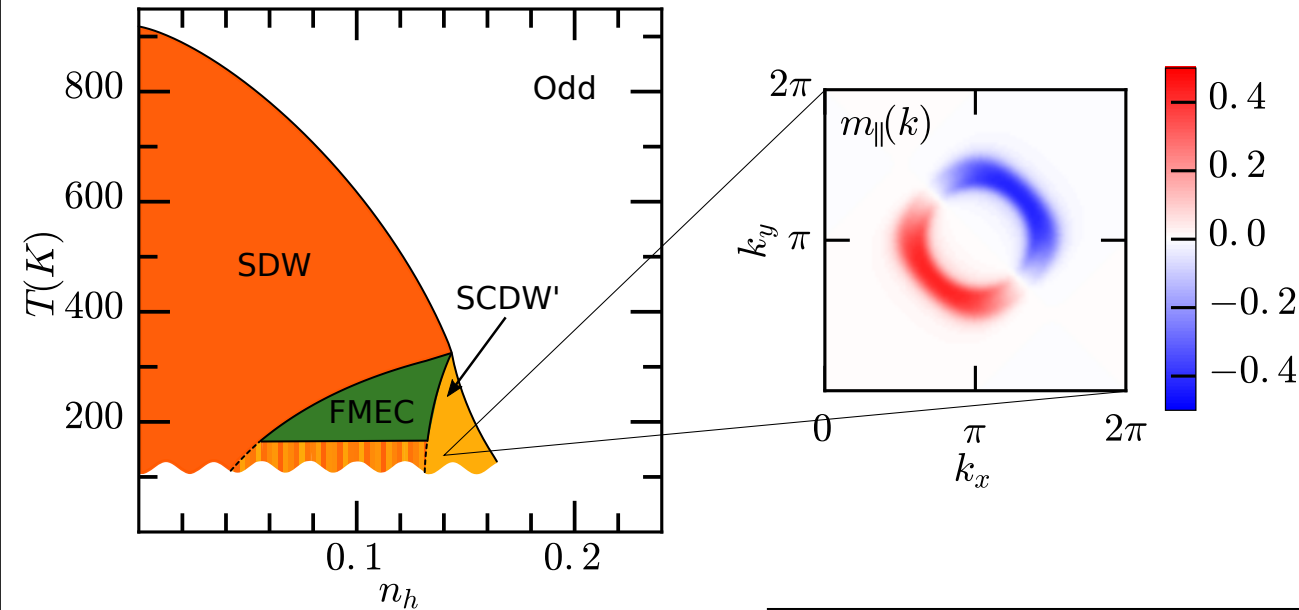 800
600
400
200
T(K)
Odd
SDW
SCDW'
FMEC
0.1
0.2
n_h
m_∥(k)
2π
π
k_y
0
π
2π
k_x
0.4
0.2
0.0
−0.2
−0.4